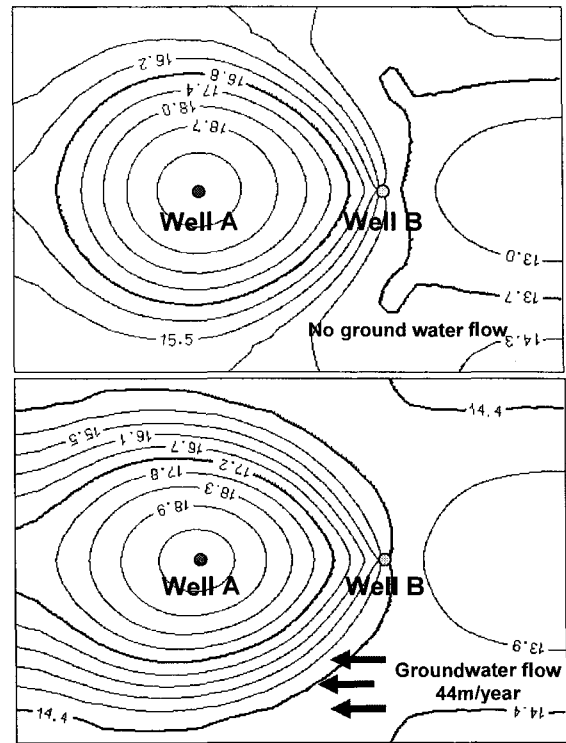 16.2
16.8
17.4
18.0
18.7
Well A
Well B
13.0
13.7
14.3
15.5
No ground water flow
14.4
15.5
16.1
16.7
17.2
17.8
18.3
18.9
Well A
Well B
13.9
Groundwater flow
44m/year
14.4
14.4